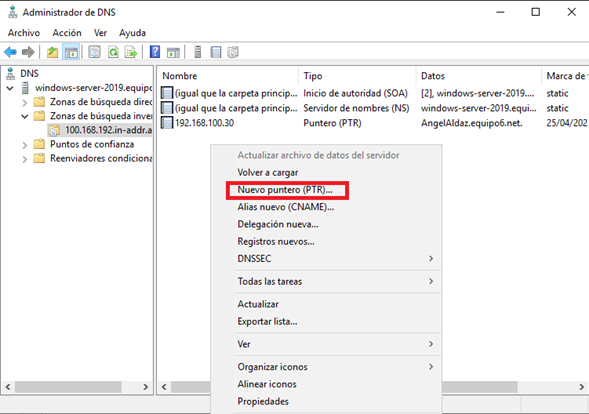 Administrador de DNS
Archivo Acción Ver Ayuda
DNS
windows-server-2019.equipo
Zonas de búsqueda direc
Zonas de búsqueda inver
100.168.192.in-addr.a
Puntos de confianza
Reenviadores condiciona
Nombre Tipo Datos Marca de
(igual que la carpeta princip... Inicio de autoridad (SOA) [2], windows-server-2019.... static
(igual que la carpeta princip... Servidor de nombres (NS) windows-server-2019.equi... static
192.168.100.30 Puntero (PTR) AngelAldaz.equipo6.net. 25/04/202
Actualizar archivo de datos del servidor
Volver a cargar
Nuevo puntero (PTR)...
Alias nuevo (CNAME)...
Delegación nueva...
Registros nuevos...
DNSSEC
Todas las tareas
Actualizar
Exportar lista...
Ver
Organizar iconos
Alinear iconos
Propiedades